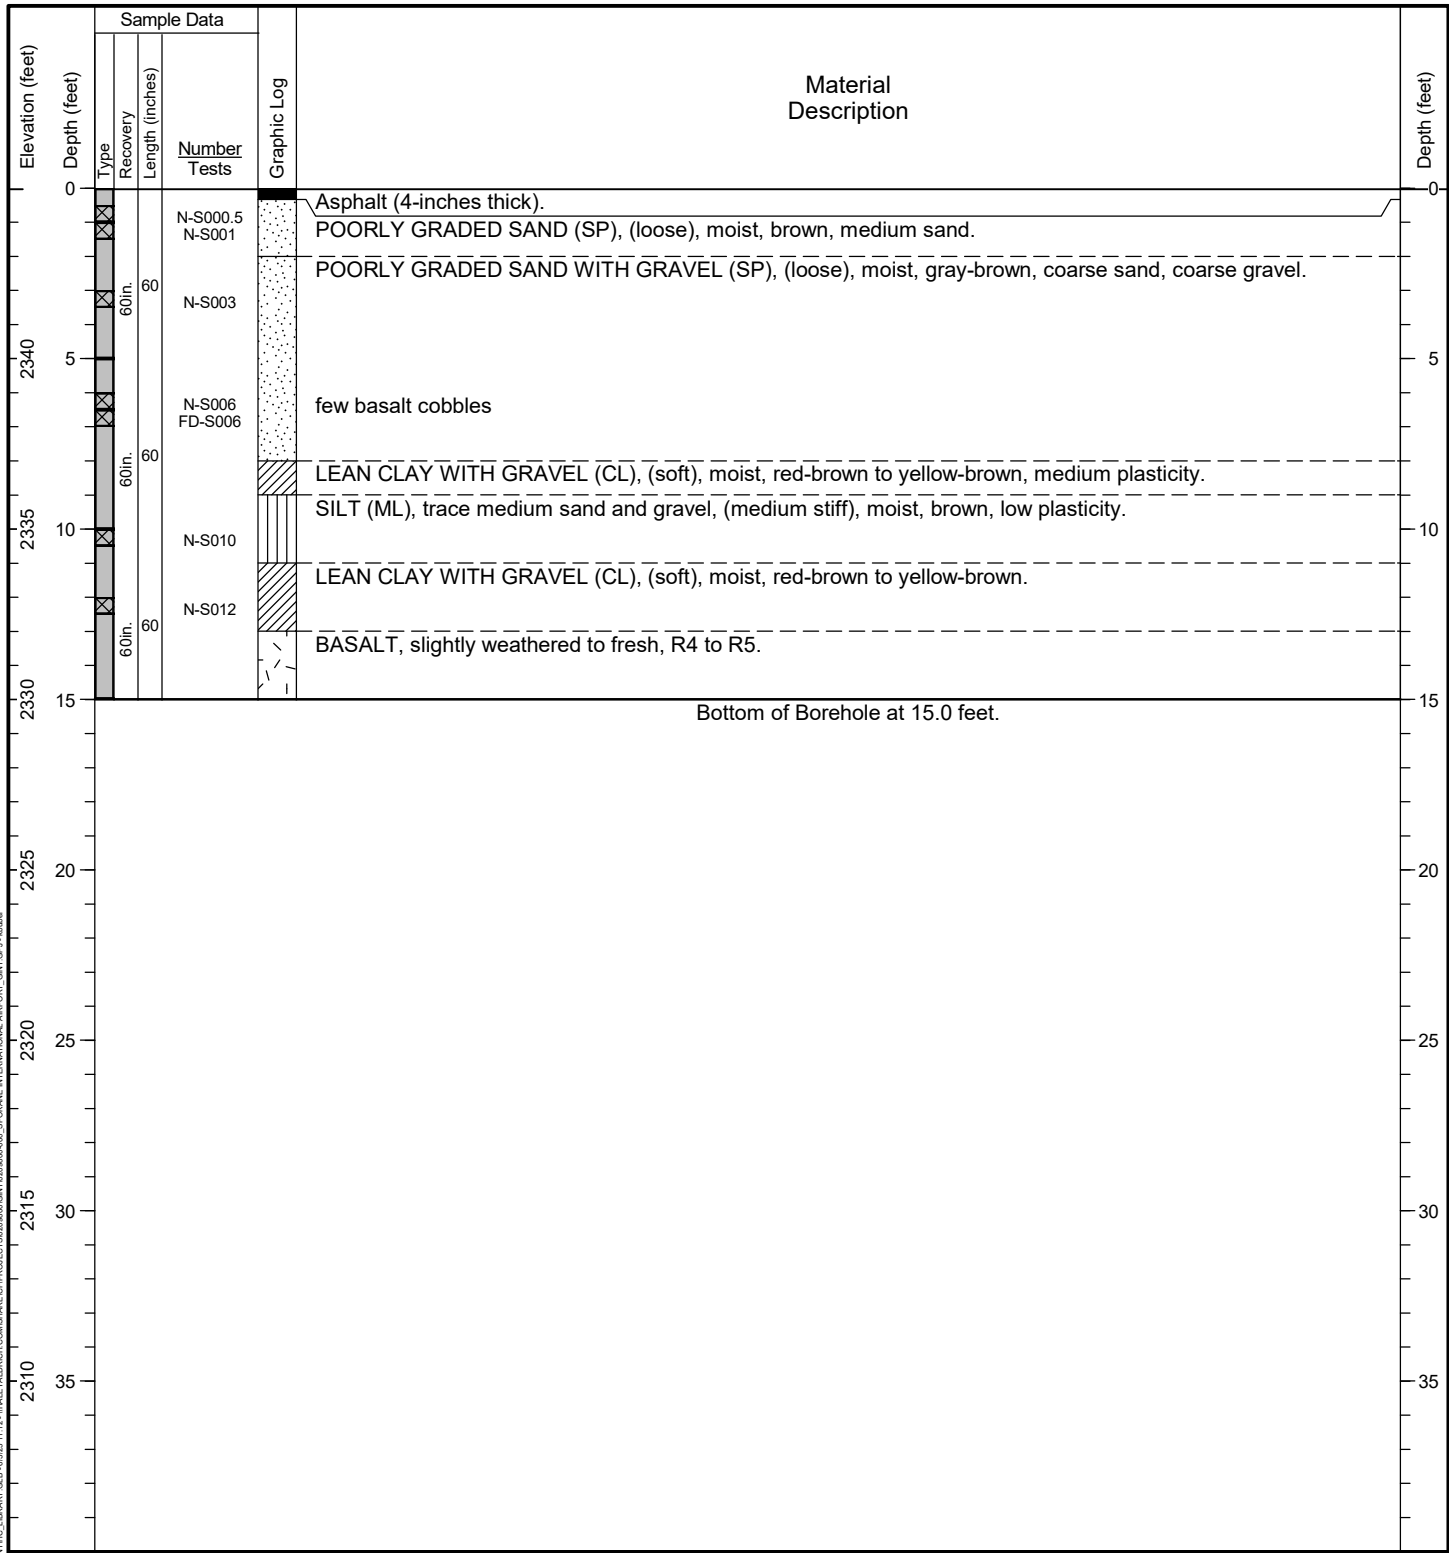 Sample Data
Elevation (feet)
Depth (feet)
Type
Recovery
Length (inches)
Number
Tests
Graphic Log
Material
Description
Depth (feet)
0
0
N-S000.5
N-S001
60in.
60
N-S003
Asphalt (4-inches thick).
POORLY GRADED SAND (SP), (loose), moist, brown, medium sand.
POORLY GRADED SAND WITH GRAVEL (SP), (loose), moist, gray-brown, coarse sand, coarse gravel.
2340
5
5
N-S006
FD-S006
few basalt cobbles
60in.
60
LEAN CLAY WITH GRAVEL (CL), (soft), moist, red-brown to yellow-brown, medium plasticity.
SILT (ML), trace medium sand and gravel, (medium stiff), moist, brown, low plasticity.
2335
10
10
N-S010
LEAN CLAY WITH GRAVEL (CL), (soft), moist, red-brown to yellow-brown.
N-S012
60in.
60
BASALT, slightly weathered to fresh, R4 to R5.
2330
15
15
Bottom of Borehole at 15.0 feet.
2325
20
20
2320
25
25
2315
30
30
2310
35
35